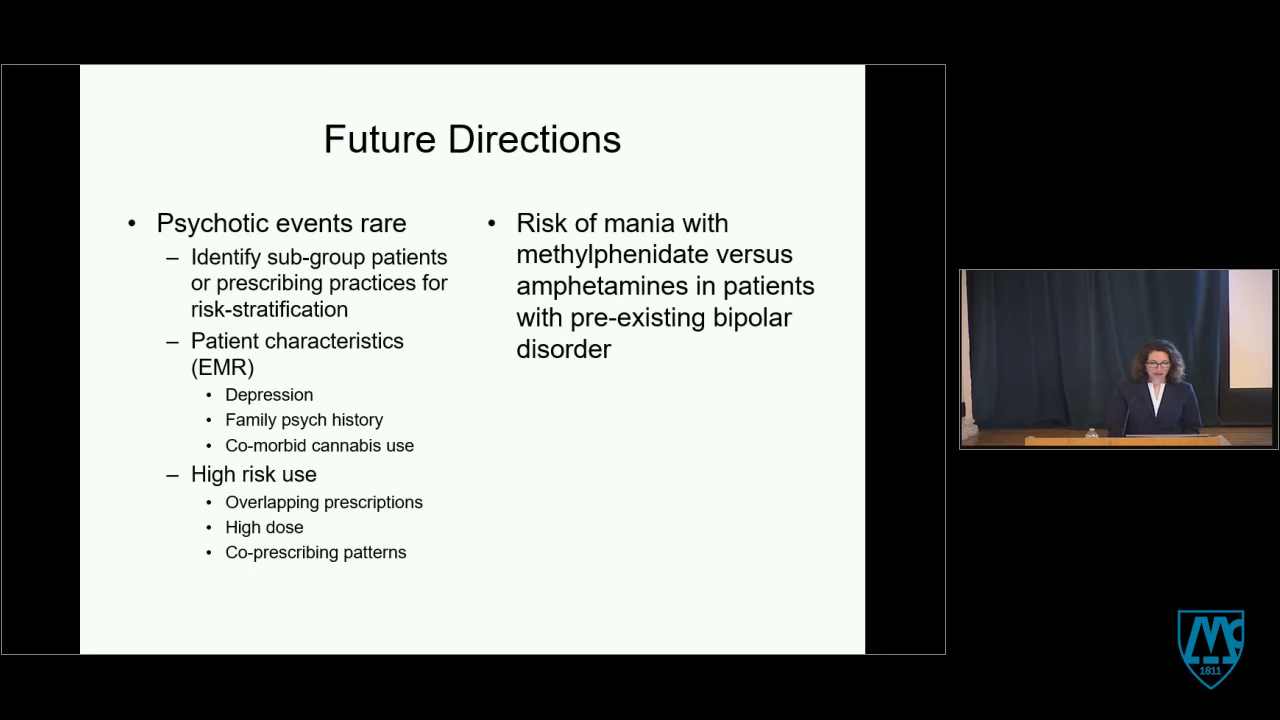 Future Directions
• Psychotic events rare
– Identify sub-group patients
or prescribing practices for
risk-stratification
– Patient characteristics
(EMR)
• Depression
• Family psych history
• Co-morbid cannabis use
– High risk use
• Overlapping prescriptions
• High dose
• Co-prescribing patterns
• Risk of mania with
methylphenidate versus
amphetamines in patients
with pre-existing bipolar
disorder
Mc
1811